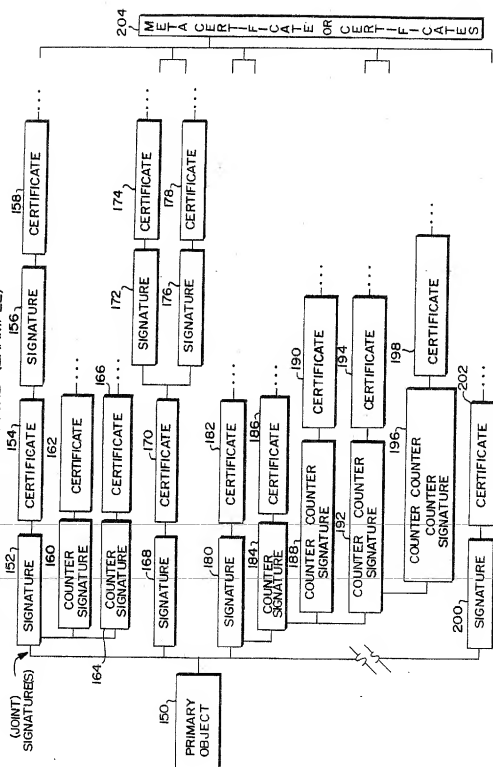 (JOINT)
SIGNATURE(S)
150
PRIMARY
OBJECT
152
SIGNATURE
154
CERTIFICATE
156
SIGNATURE
158
CERTIFICATE
....
160
COUNTER
SIGNATURE
162
CERTIFICATE
....
164
COUNTER
SIGNATURE
166
CERTIFICATE
....
168
SIGNATURE
170
CERTIFICATE
172
SIGNATURE
174
CERTIFICATE
....
176
SIGNATURE
178
CERTIFICATE
....
180
SIGNATURE
182
CERTIFICATE
....
184
COUNTER
SIGNATURE
186
CERTIFICATE
....
188
COUNTER COUNTER
SIGNATURE
190
CERTIFICATE
....
192
COUNTER COUNTER
SIGNATURE
194
CERTIFICATE
....
196
COUNTER COUNTER
COUNTER
SIGNATURE
198
CERTIFICATE
....
200
SIGNATURE
202
CERTIFICATE
....
204
META CERTIFICATE OR CERTIFICATES